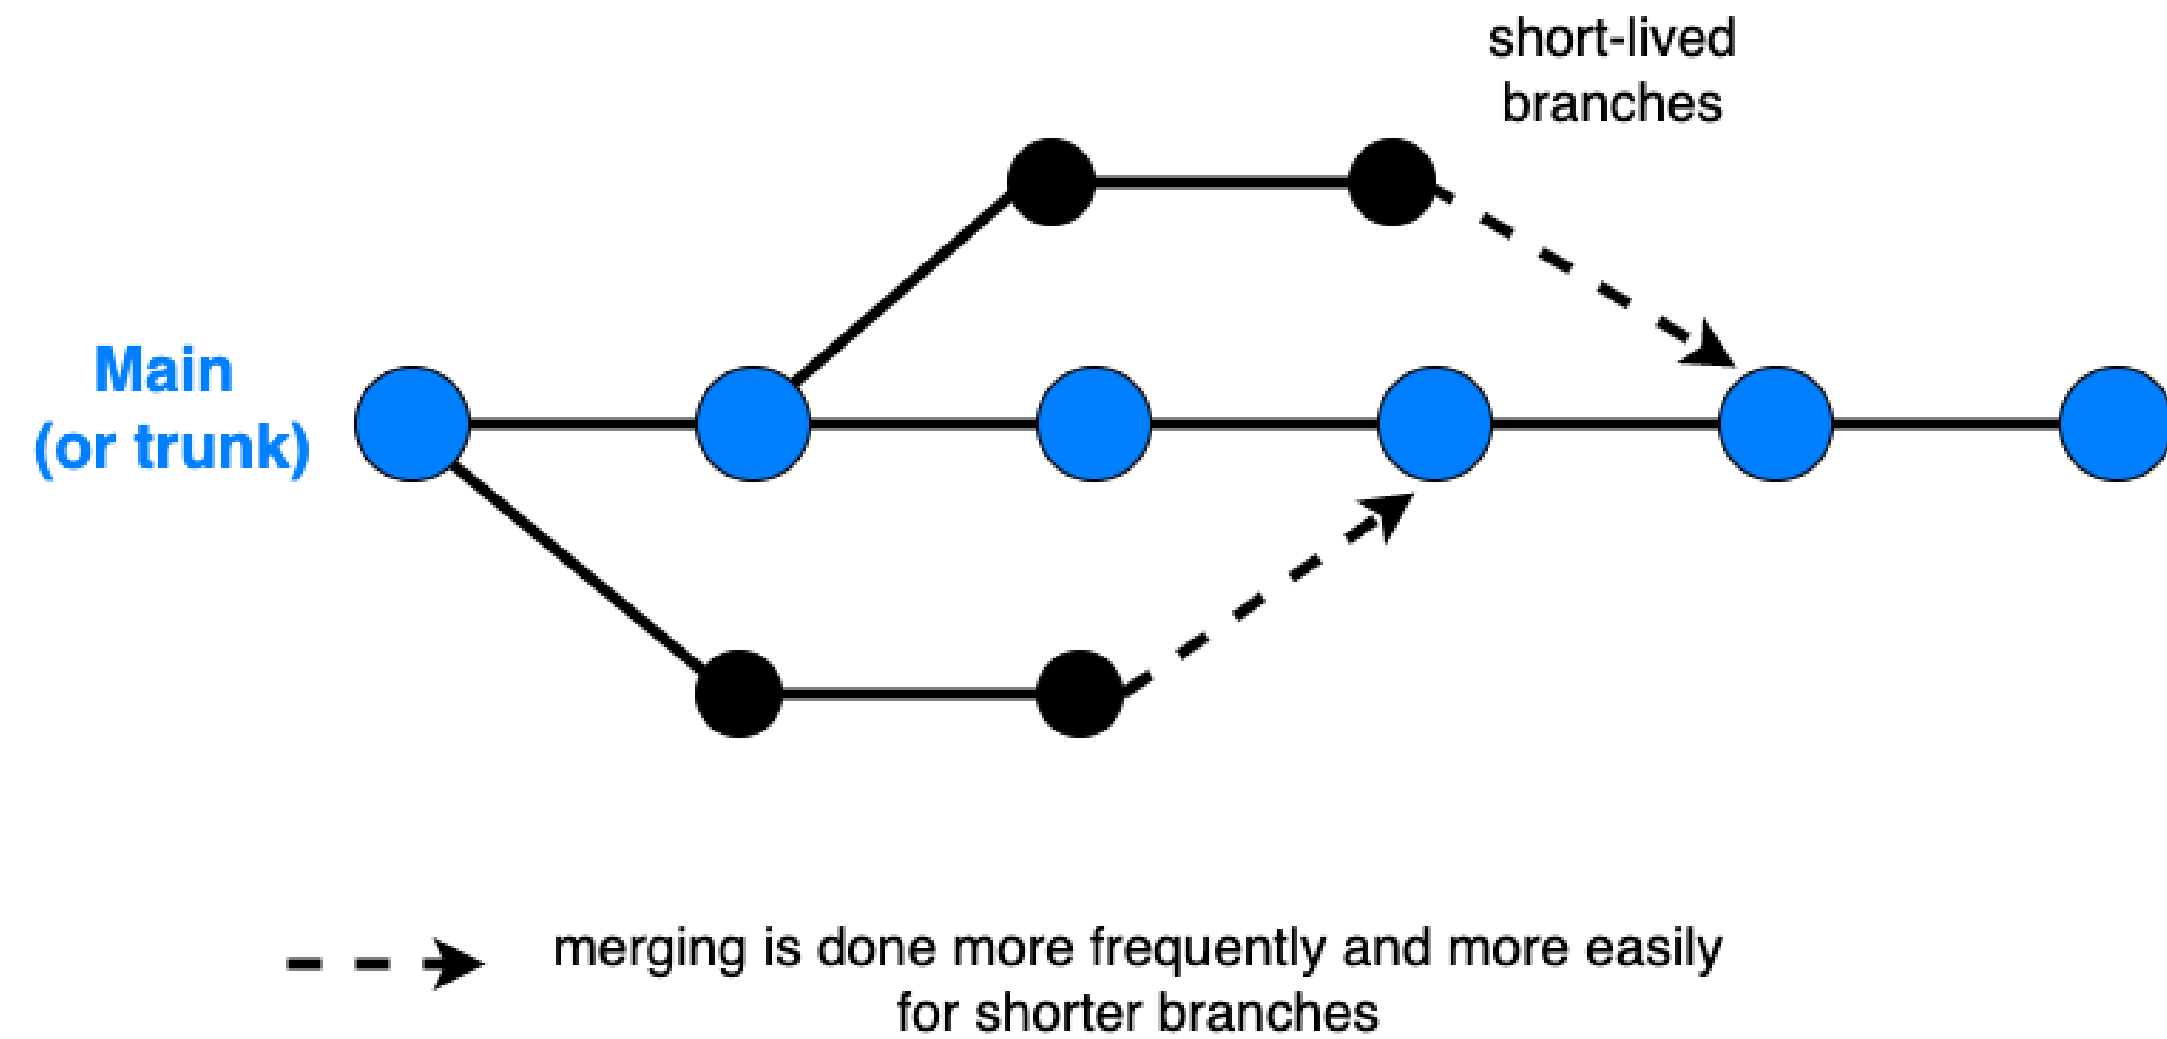 short-lived
branches
Main
(or trunk)
merging is done more frequently and more easily
for shorter branches